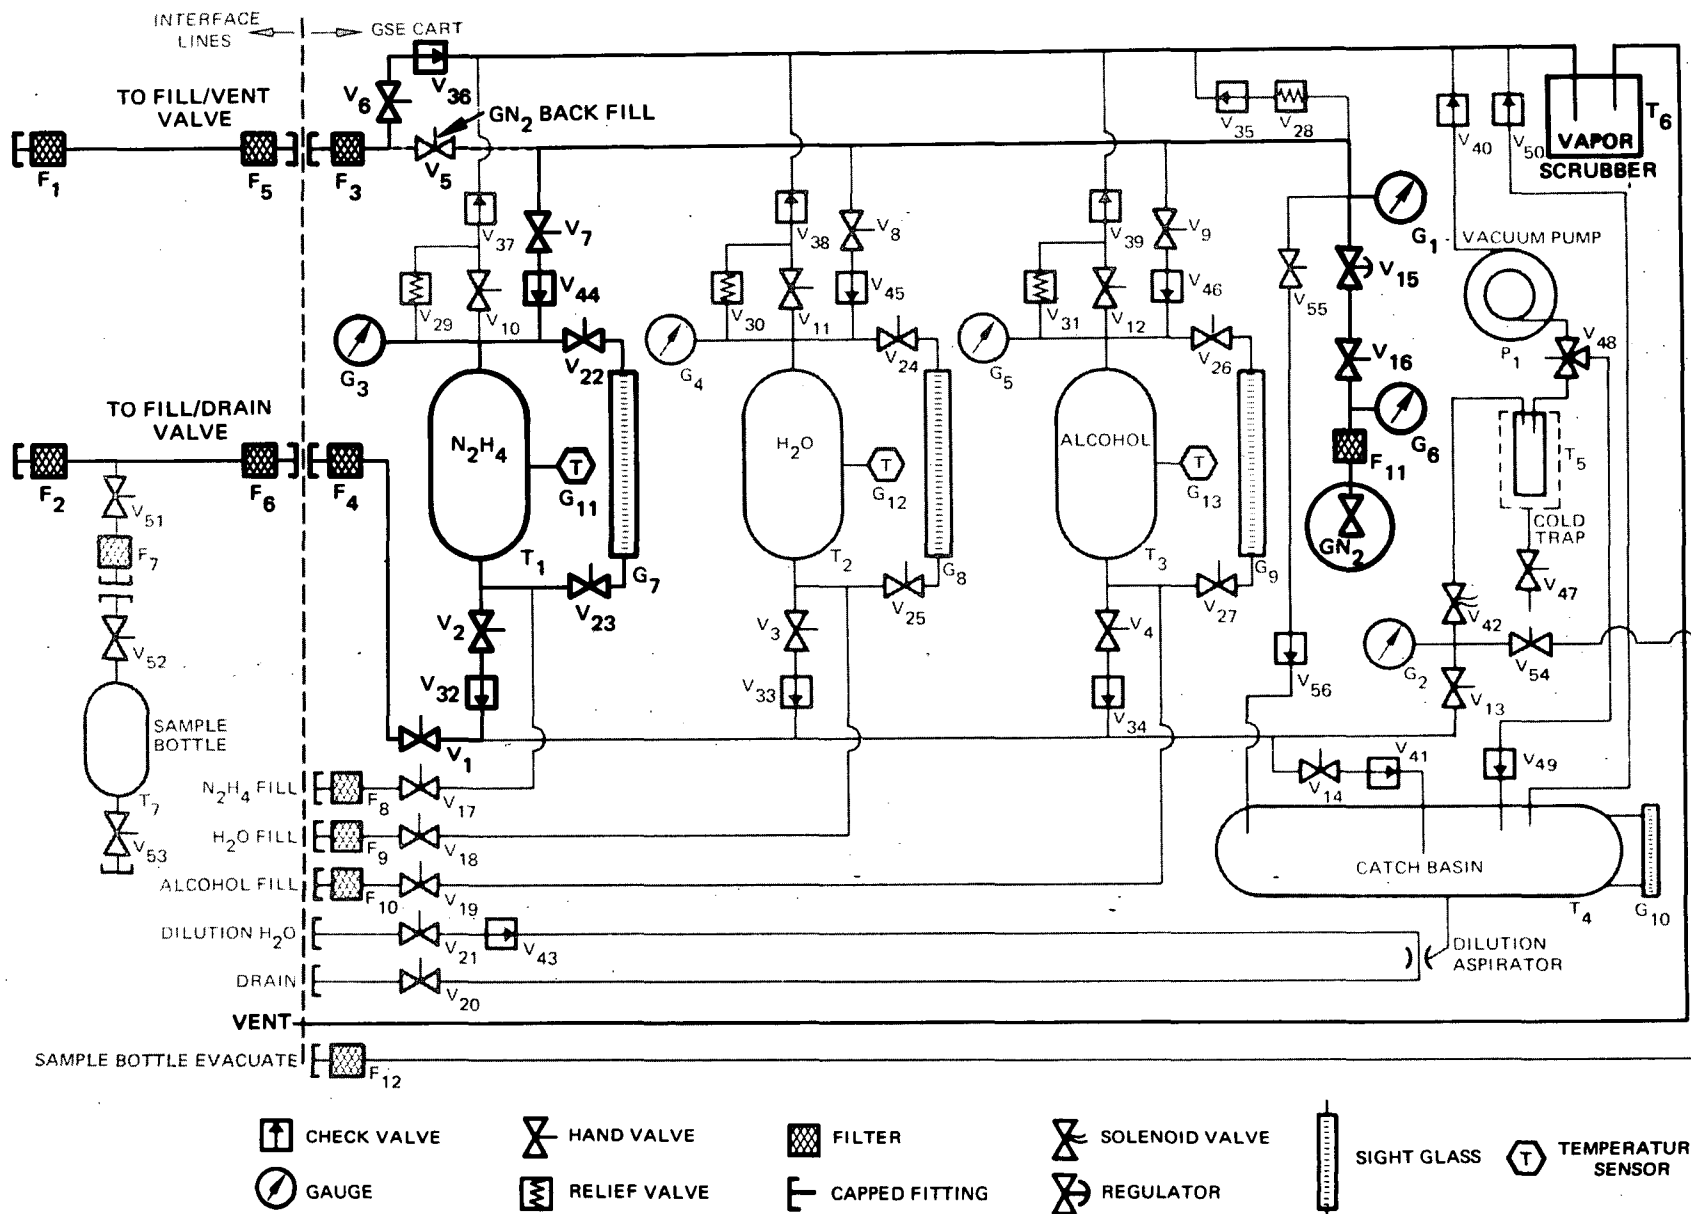 INTERFACE
LINES
GSE CART
TO FILL/VENT
VALVE
V6
V36
GN2 BACK FILL
V5
F1
F5
F3
V35
V28
V40
V50
T6
VAPOR
SCRUBBER
V37
V7
V38
V8
V39
V9
G1
VACUUM PUMP
V15
V55
V29
V10
V44
V30
V11
V45
V31
V12
V46
G3
V22
G4
V24
G5
V26
V16
P1
V48
TO FILL/DRAIN
VALVE
N2H4
H2O
ALCOHOL
T
G11
T
G12
T
G13
F11
G6
T5
COLD
TRAP
GN2
F2
F6
F4
V51
F7
T1
G7
T2
G8
T3
G9
V47
V2
V23
V3
V25
V4
V27
V42
V52
V32
V33
V34
V56
G2
V54
V13
SAMPLE
BOTTLE
V1
V41
V49
V14
N2H4 FILL
F8
V17
T7
V53
H2O FILL
F9
V18
ALCOHOL FILL
F10
V19
CATCH BASIN
T4
G10
DILUTION H2O
V21
V43
DILUTION
ASPIRATOR
DRAIN
V20
VENT
SAMPLE BOTTLE EVACUATE
F12
CHECK VALVE
HAND VALVE
FILTER
SOLENOID VALVE
SIGHT GLASS
T
TEMPERATUR
SENSOR
GAUGE
RELIEF VALVE
CAPPED FITTING
REGULATOR